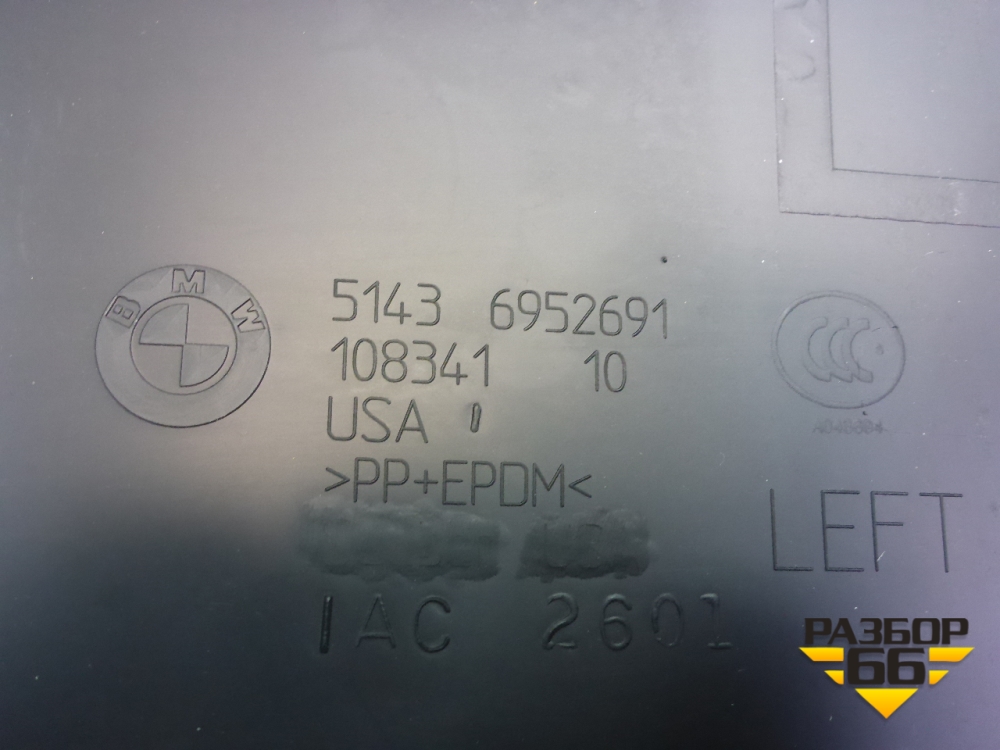 BMW
5143 6952691
108341 10
USA
>PP+EPDM<
LEFT
IAC 2601
РАЗБОР
66